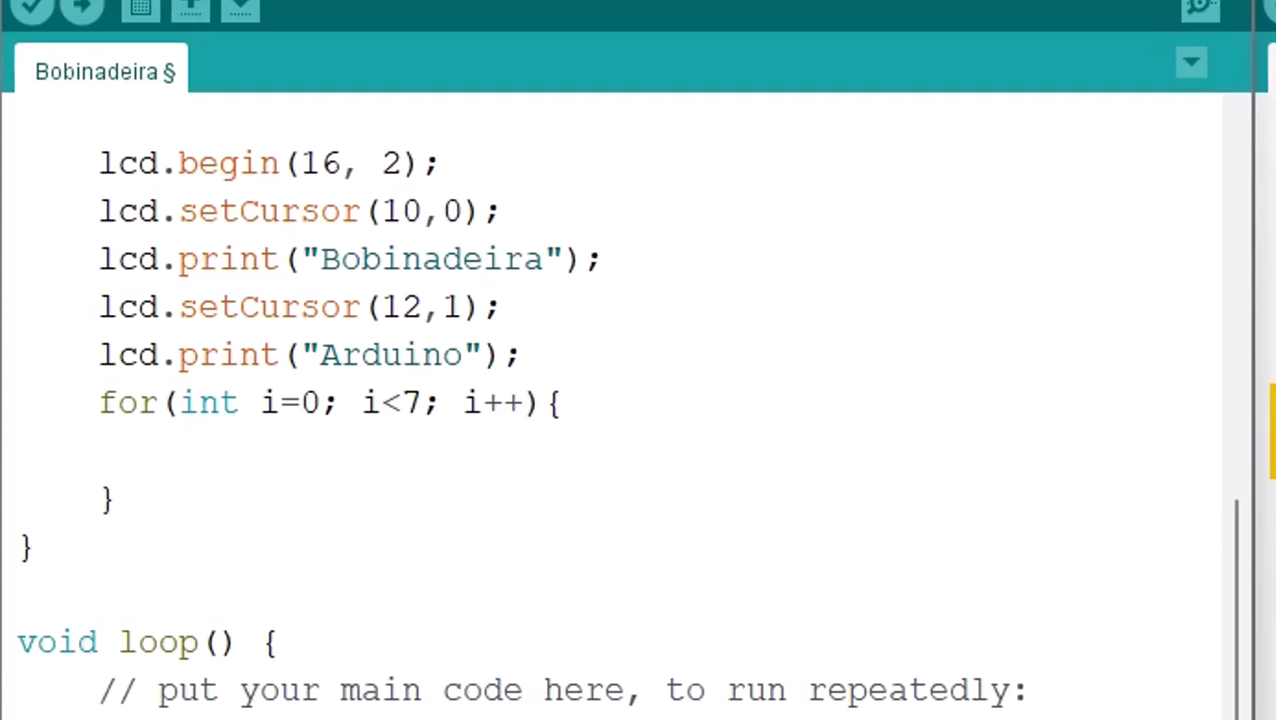 Bobinadeira §
lcd.begin(16, 2);
lcd.setCursor(10,0);
lcd.print("Bobinadeira");
lcd.setCursor(12,1);
lcd.print("Arduino");
for(int i=0; i<7; i++){
}
}
void loop() {
// put your main code here, to run repeatedly: